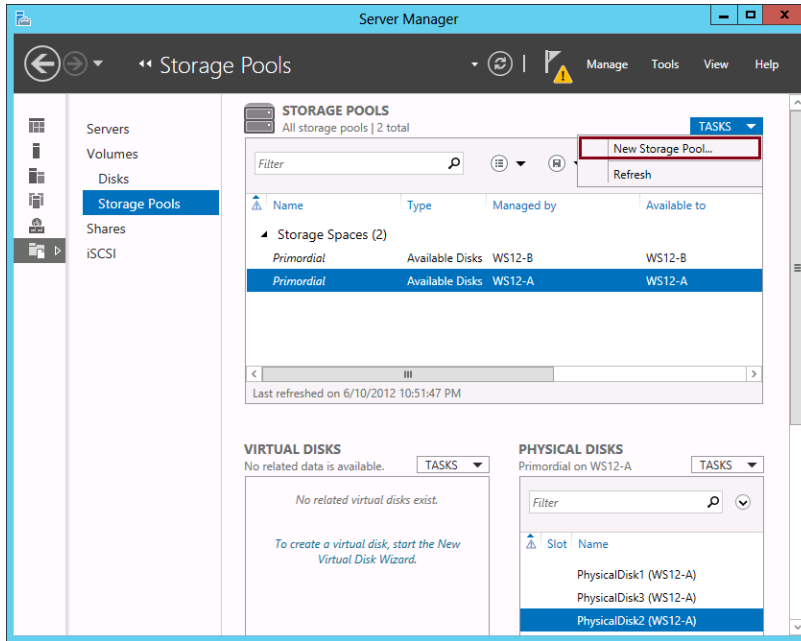 Server Manager
Storage Pools
Manage Tools View Help
Servers
Volumes
Disks
Storage Pools
Shares
iSCSI
STORAGE POOLS
All storage pools | 2 total
TASKS
New Storage Pool...
Refresh
Filter
Name Type Managed by Available to
Storage Spaces (2)
Primordial Available Disks WS12-B WS12-B
Primordial Available Disks WS12-A WS12-A
Last refreshed on 6/10/2012 10:51:47 PM
VIRTUAL DISKS
No related data is available.
TASKS
No related virtual disks exist.
To create a virtual disk, start the New
Virtual Disk Wizard.
PHYSICAL DISKS
Primordial on WS12-A
TASKS
Filter
Slot Name
PhysicalDisk1 (WS12-A)
PhysicalDisk3 (WS12-A)
PhysicalDisk2 (WS12-A)